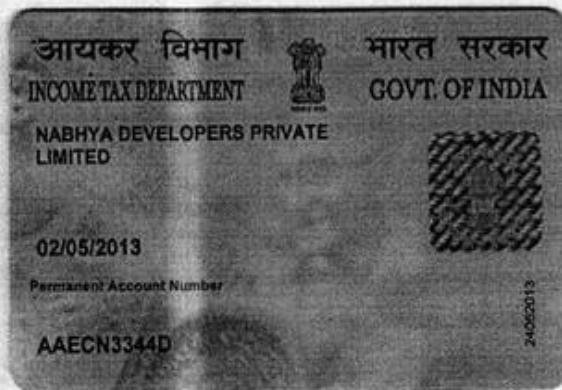 आयकर विभाग
INCOME TAX DEPARTMENT
भारत सरकार
GOVT. OF INDIA
NABHYA DEVELOPERS PRIVATE
LIMITED
02/05/2013
Permanent Account Number
AAECN3344D
24062013